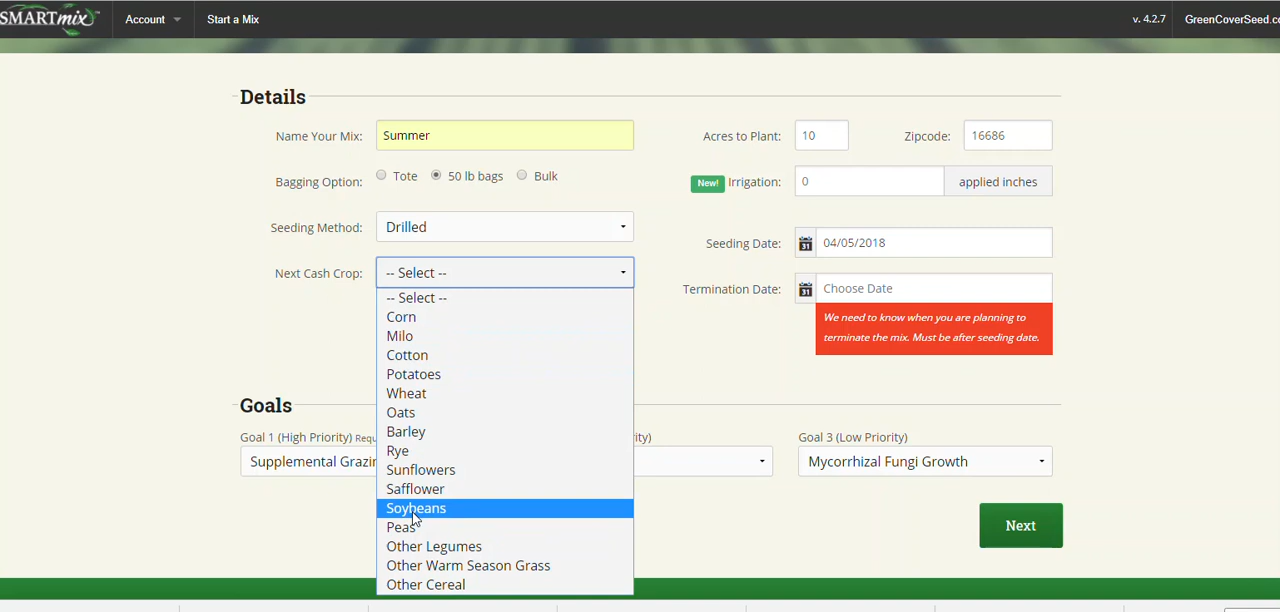 SMARTmix™ Account Start a Mix v. 4.2.7 GreenCoverSeed.co
Details
Name Your Mix: Summer Acres to Plant: 10 Zipcode: 16686
Bagging Option: Tote 50 lb bags Bulk New! Irrigation: 0 applied inches
Seeding Method: Drilled Seeding Date: 31 04/05/2018
Next Cash Crop: -- Select -- Termination Date: 31 Choose Date
We need to know when you are planning to
terminate the mix. Must be after seeding date.
-- Select --
Corn
Milo
Cotton
Potatoes
Wheat
Oats
Barley
Rye
Sunflowers
Safflower
Soybeans
Peas
Other Legumes
Other Warm Season Grass
Other Cereal
Goals
Goal 1 (High Priority) Requ ity) Goal 3 (Low Priority)
Supplemental Grazin Mycorrhizal Fungi Growth
Next